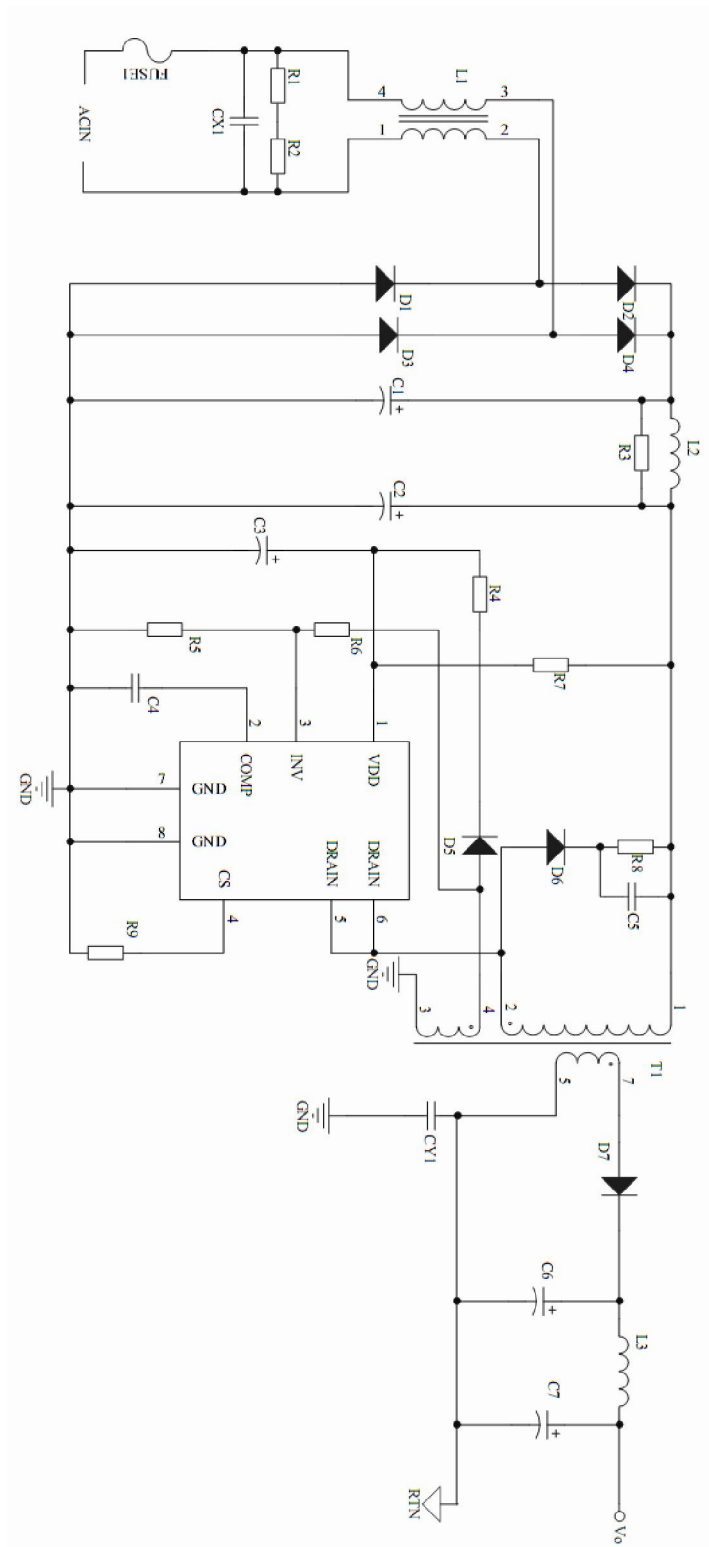 FUSE1
ACIN
CX1
R1
R2
L1
4
3
1
2
D1
D2
D3
D4
C1
L2
R3
C2
C3
R4
R5
R6
R7
C4
2
3
1
COMP
INV
VDD
GND
7
GND
8
GND
CS
DRAIN
DRAIN
4
5
6
R9
D5
D6
R8
C5
GND
3
4
2
1
T1
5
7
GND
CY1
D7
C6
L3
C7
RTN
Vo